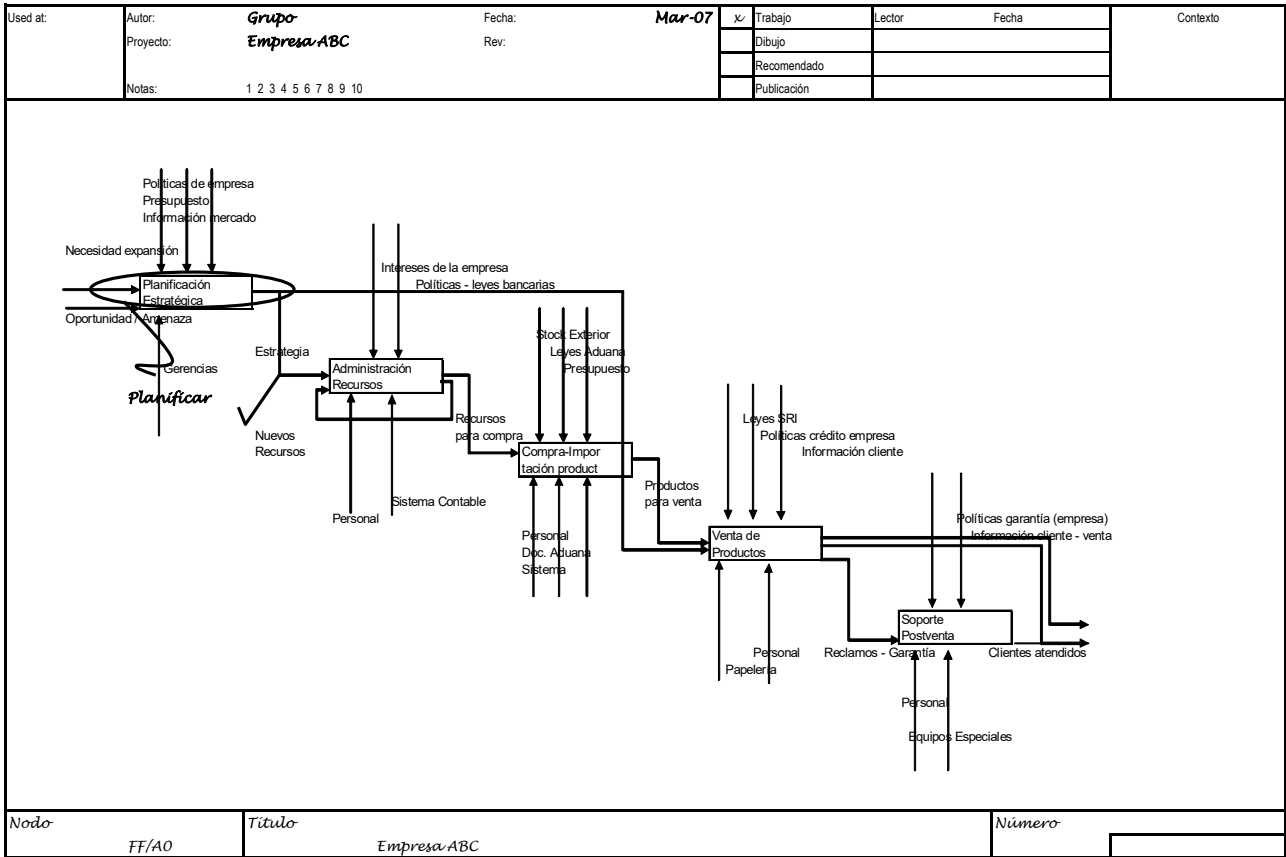 Used at:
Autor: Grupo Fecha: Mar-07
Proyecto: Empresa ABC Rev:
Notas: 1 2 3 4 5 6 7 8 9 10
x Trabajo
Dibujo
Recomendado
Publicación
Lector Fecha
Contexto
Políticas de empresa
Presupuesto
Información mercado
Necesidad expansión
Planificación
Estratégica
Oportunidad / Amenaza
Gerencias
Planificar
Intereses de la empresa
Políticas - leyes bancarias
Estrategia
Administración
Recursos
Nuevos
Recursos
Personal
Sistema Contable
Recursos
para compra
Stock Exterior
Leyes Aduana
Presupuesto
Compra-Impor
tación product
Personal
Doc. Aduana
Sistema
Productos
para venta
Leyes SRI
Políticas crédito empresa
Información cliente
Venta de
Productos
Personal
Papelería
Políticas garantía (empresa)
Información cliente - venta
Soporte
Postventa
Reclamos - Garantía
Clientes atendidos
Personal
Equipos Especiales
Nodo
FF/A0
Título
Empresa ABC
Número